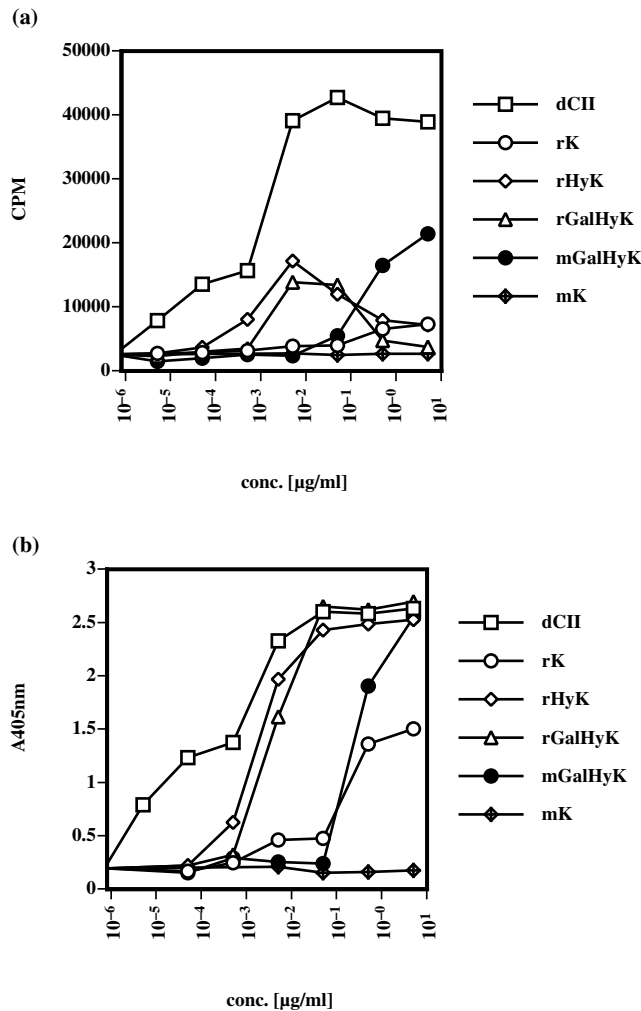 (a)
50000
40000
30000
20000
10000
0
CPM
10⁻⁶
10⁻⁵
10⁻⁴
10⁻³
10⁻²
10⁻¹
10⁻⁰
10¹
conc. [µg/ml]
dCII
rK
rHyK
rGalHyK
mGalHyK
mK
(b)
3
2.5
2
1.5
1
0.5
0
A405nm
10⁻⁶
10⁻⁵
10⁻⁴
10⁻³
10⁻²
10⁻¹
10⁻⁰
10¹
conc. [µg/ml]
dCII
rK
rHyK
rGalHyK
mGalHyK
mK